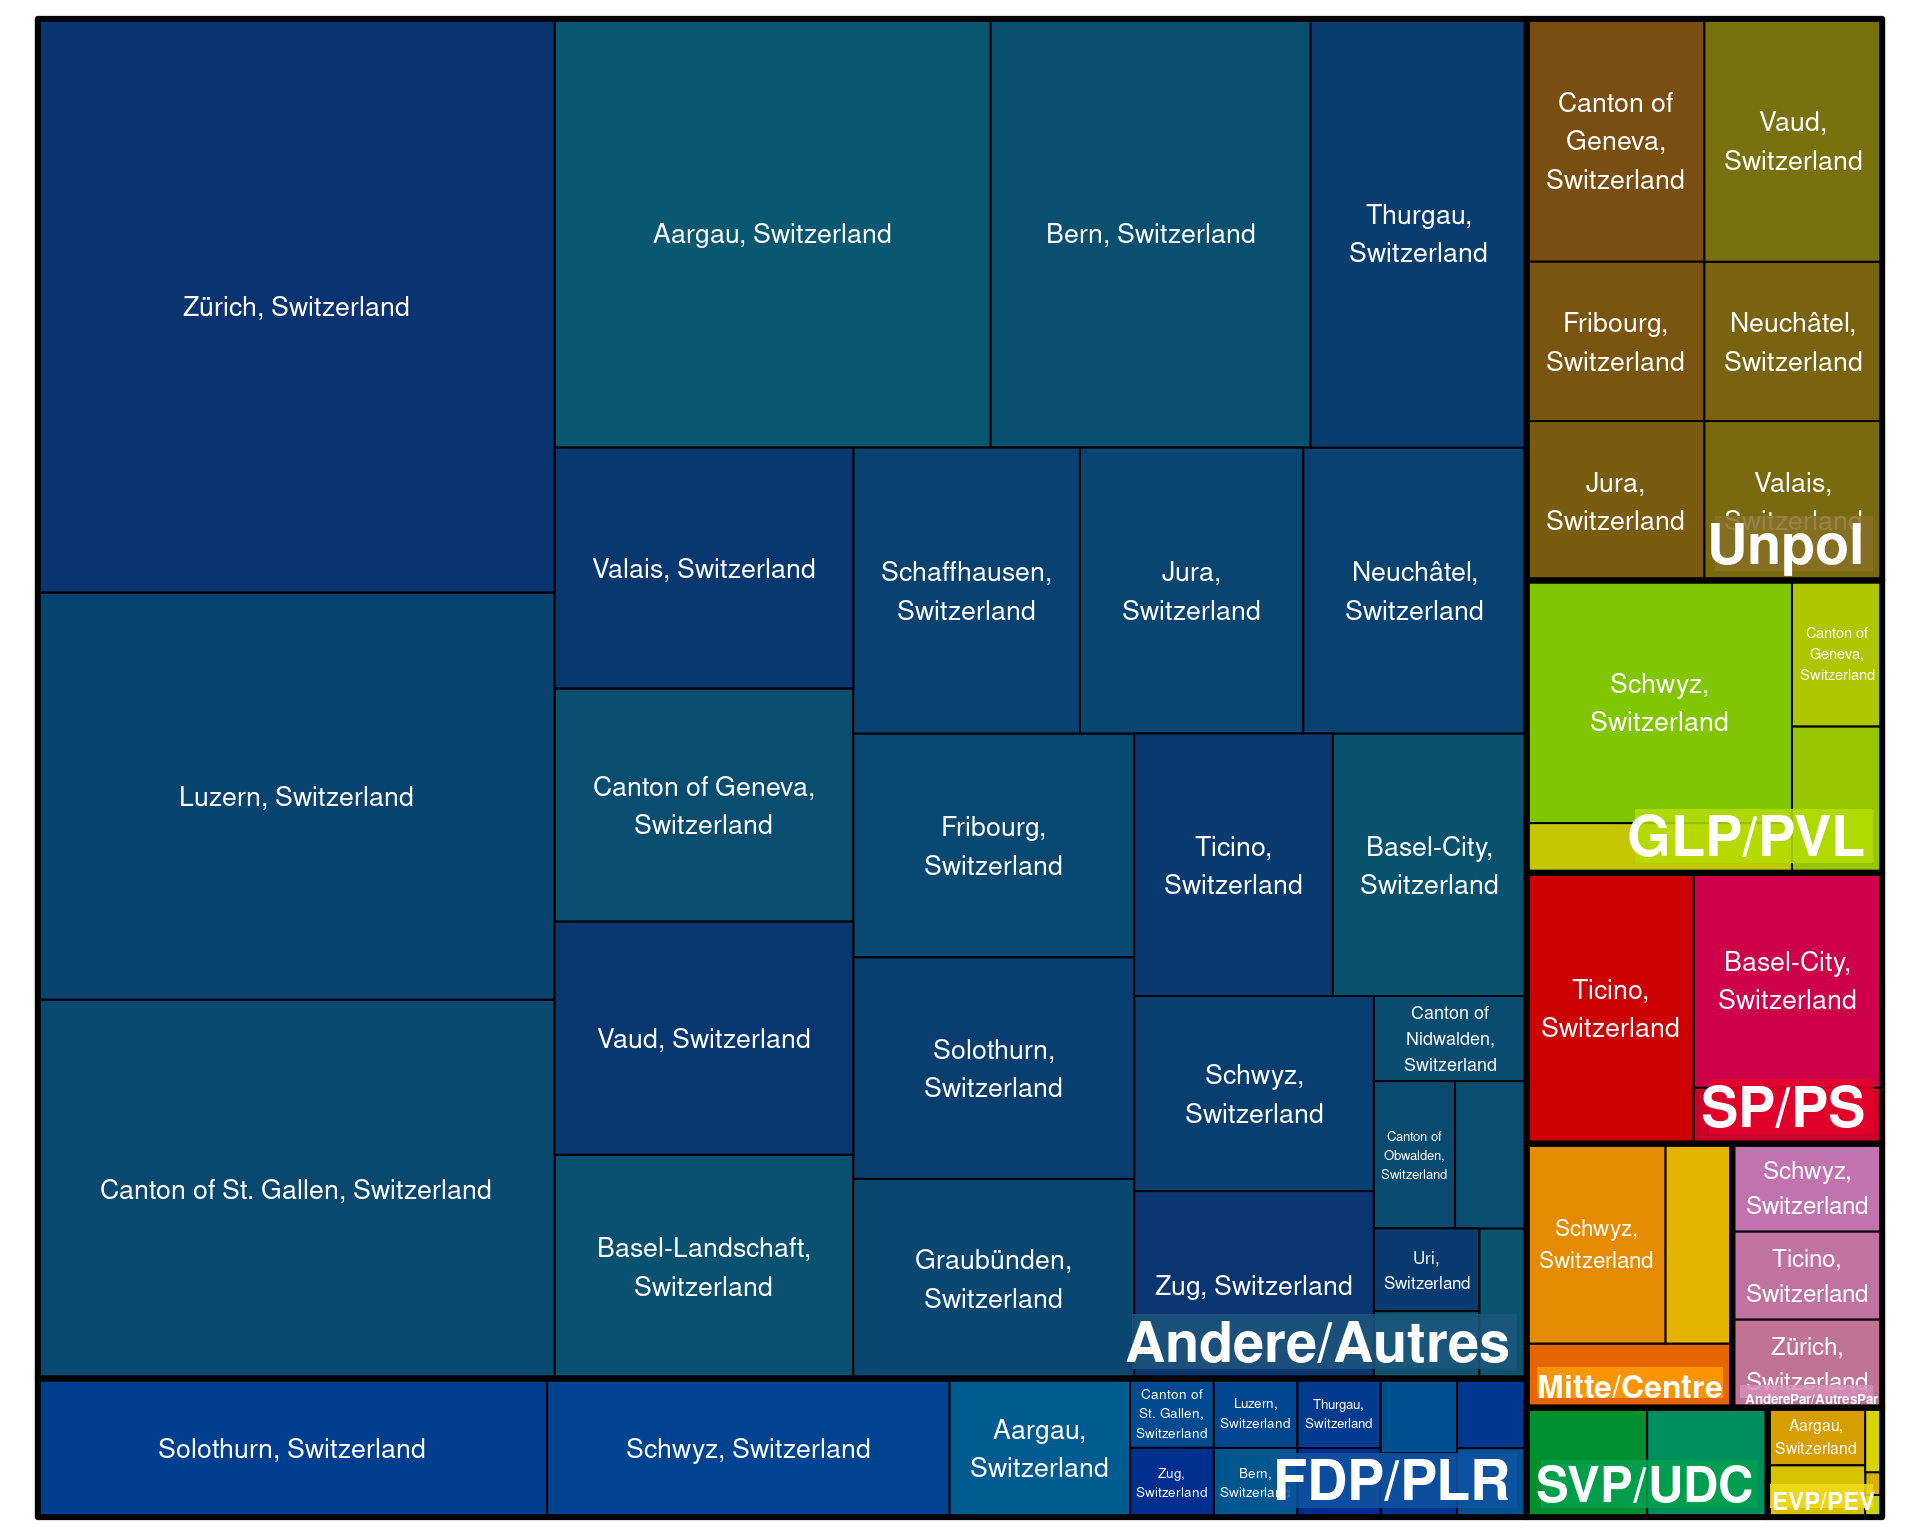 Zürich, Switzerland
Luzern, Switzerland
Canton of St. Gallen, Switzerland
Aargau, Switzerland
Bern, Switzerland
Thurgau,
Switzerland
Valais, Switzerland
Canton of Geneva,
Switzerland
Vaud, Switzerland
Basel-Landschaft,
Switzerland
Schaffhausen,
Switzerland
Jura,
Switzerland
Neuchâtel,
Switzerland
Fribourg,
Switzerland
Solothurn,
Switzerland
Graubünden,
Switzerland
Ticino,
Switzerland
Basel-City,
Switzerland
Schwyz,
Switzerland
Zug, Switzerland
Canton of
Nidwalden,
Switzerland
Canton of
Obwalden,
Switzerland
Uri,
Switzerland
Andere/Autres
Solothurn, Switzerland
Schwyz, Switzerland
Aargau,
Switzerland
Canton of
St. Gallen,
Switzerland
Zug,
Switzerland
Luzern,
Switzerland
Bern,
Switzerland
Thurgau,
Switzerland
FDP/PLR
Canton of
Geneva,
Switzerland
Vaud,
Switzerland
Fribourg,
Switzerland
Neuchâtel,
Switzerland
Jura,
Switzerland
Valais,
Switzerland
Unpol
Schwyz,
Switzerland
Canton of
Geneva,
Switzerland
GLP/PVL
Ticino,
Switzerland
Basel-City,
Switzerland
SP/PS
Schwyz,
Switzerland
Mitte/Centre
Schwyz,
Switzerland
Ticino,
Switzerland
Zürich,
Switzerland
AnderePar/AutresPar
SVP/UDC
Aargau,
Switzerland
EVP/PEV